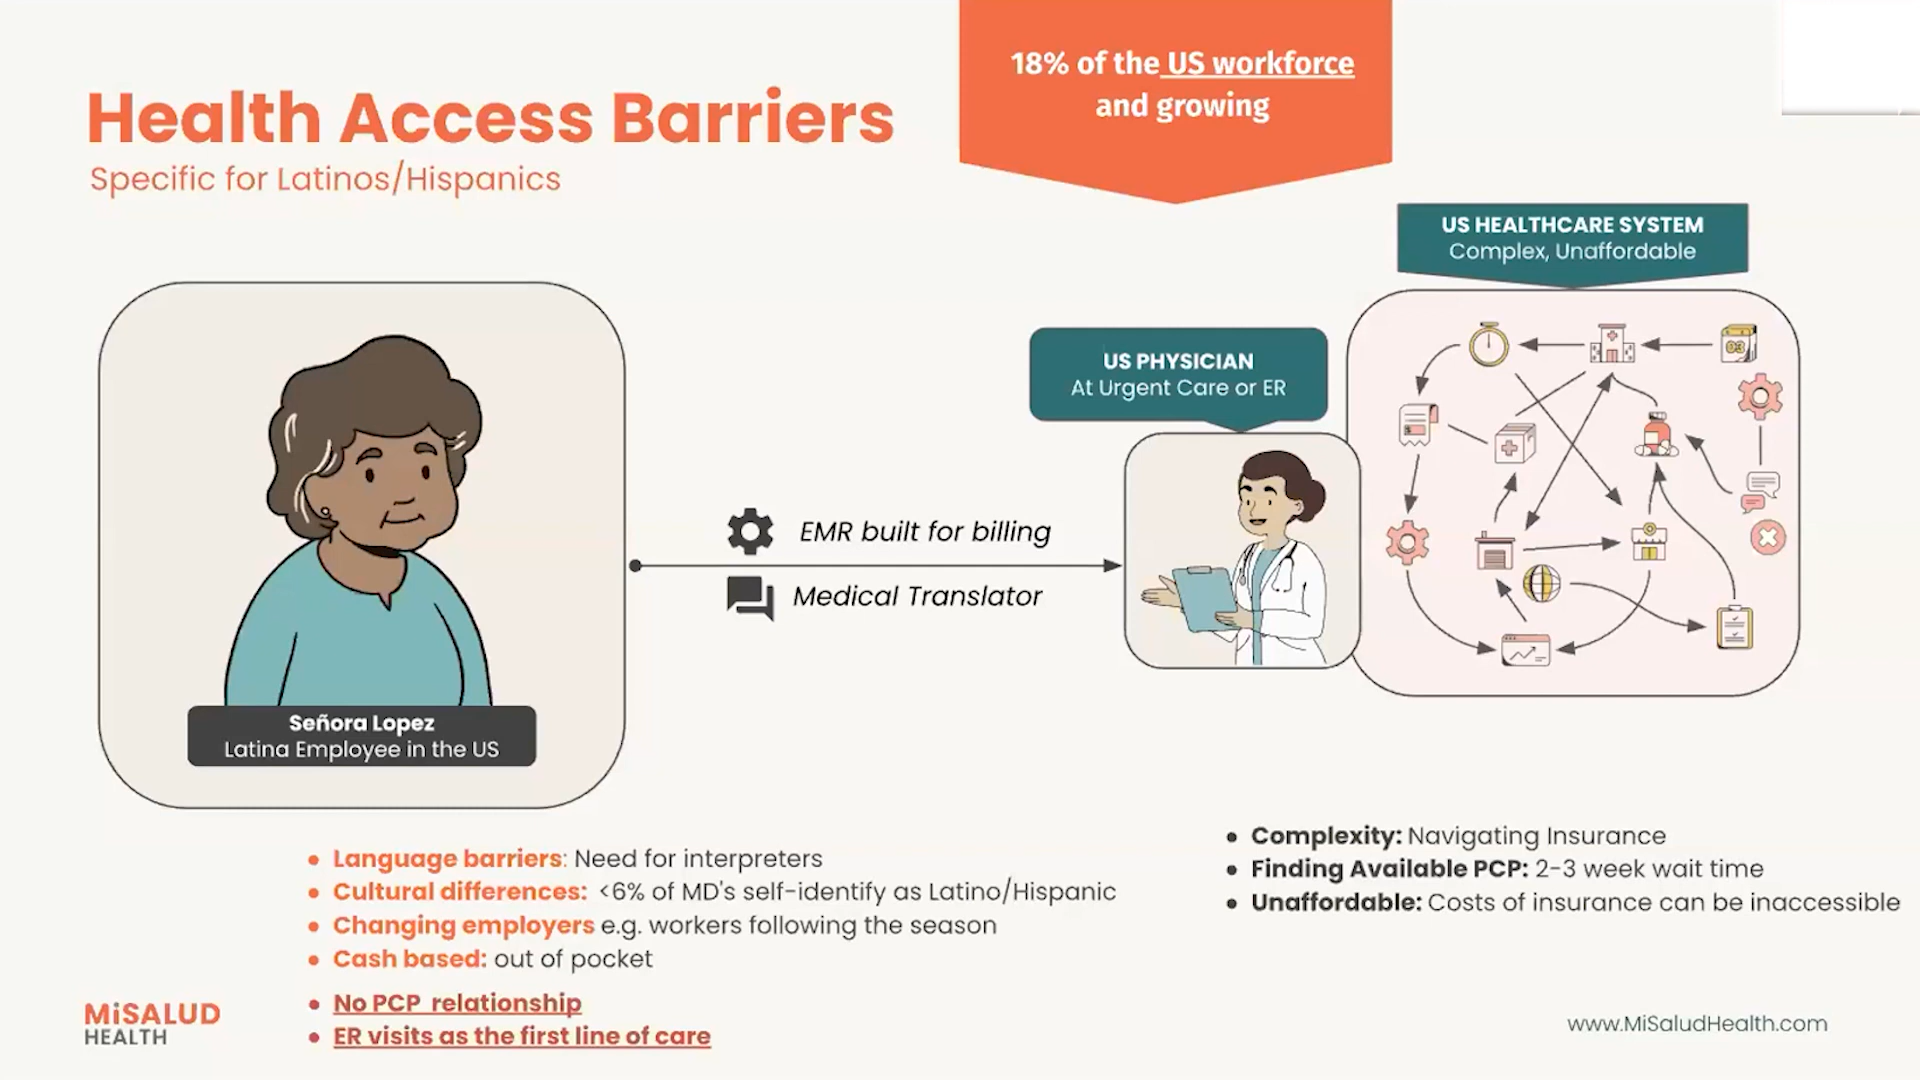 18% of the US workforce
and growing
Health Access Barriers
Specific for Latinos/Hispanics
US HEALTHCARE SYSTEM
Complex, Unaffordable
US PHYSICIAN
At Urgent Care or ER
EMR built for billing
Medical Translator
Señora Lopez
Latina Employee in the US
Language barriers: Need for interpreters
Cultural differences: <6% of MD's self-identify as Latino/Hispanic
Changing employers e.g. workers following the season
Cash based: out of pocket
No PCP relationship
ER visits as the first line of care
Complexity: Navigating Insurance
Finding Available PCP: 2-3 week wait time
Unaffordable: Costs of insurance can be inaccessible
MiSALUD
HEALTH
www.MiSaludHealth.com